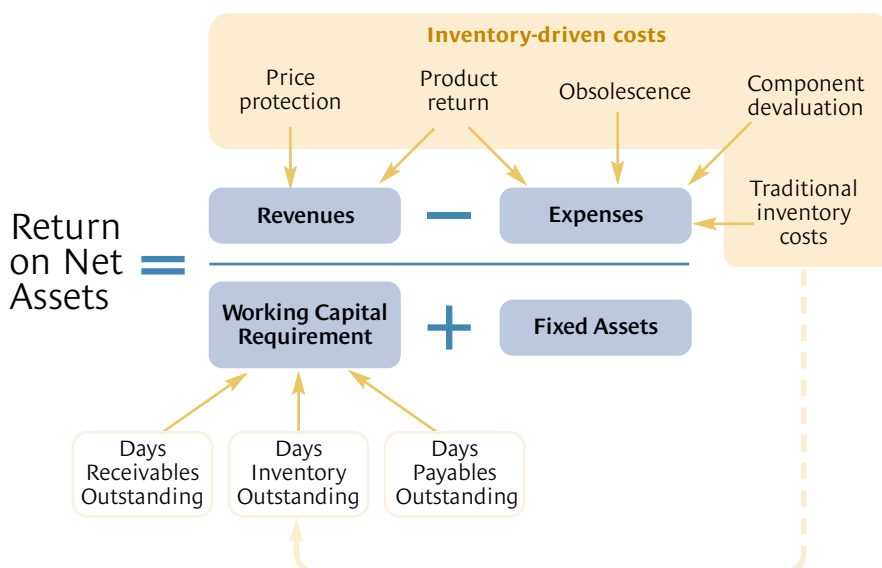 Inventory-driven costs
Price
protection
Product
return
Obsolescence
Component
devaluation
Traditional
inventory
costs
Return
on Net
Assets
=
Revenues
−
Expenses
Working Capital
Requirement
+
Fixed Assets
Days
Receivables
Outstanding
Days
Inventory
Outstanding
Days
Payables
Outstanding